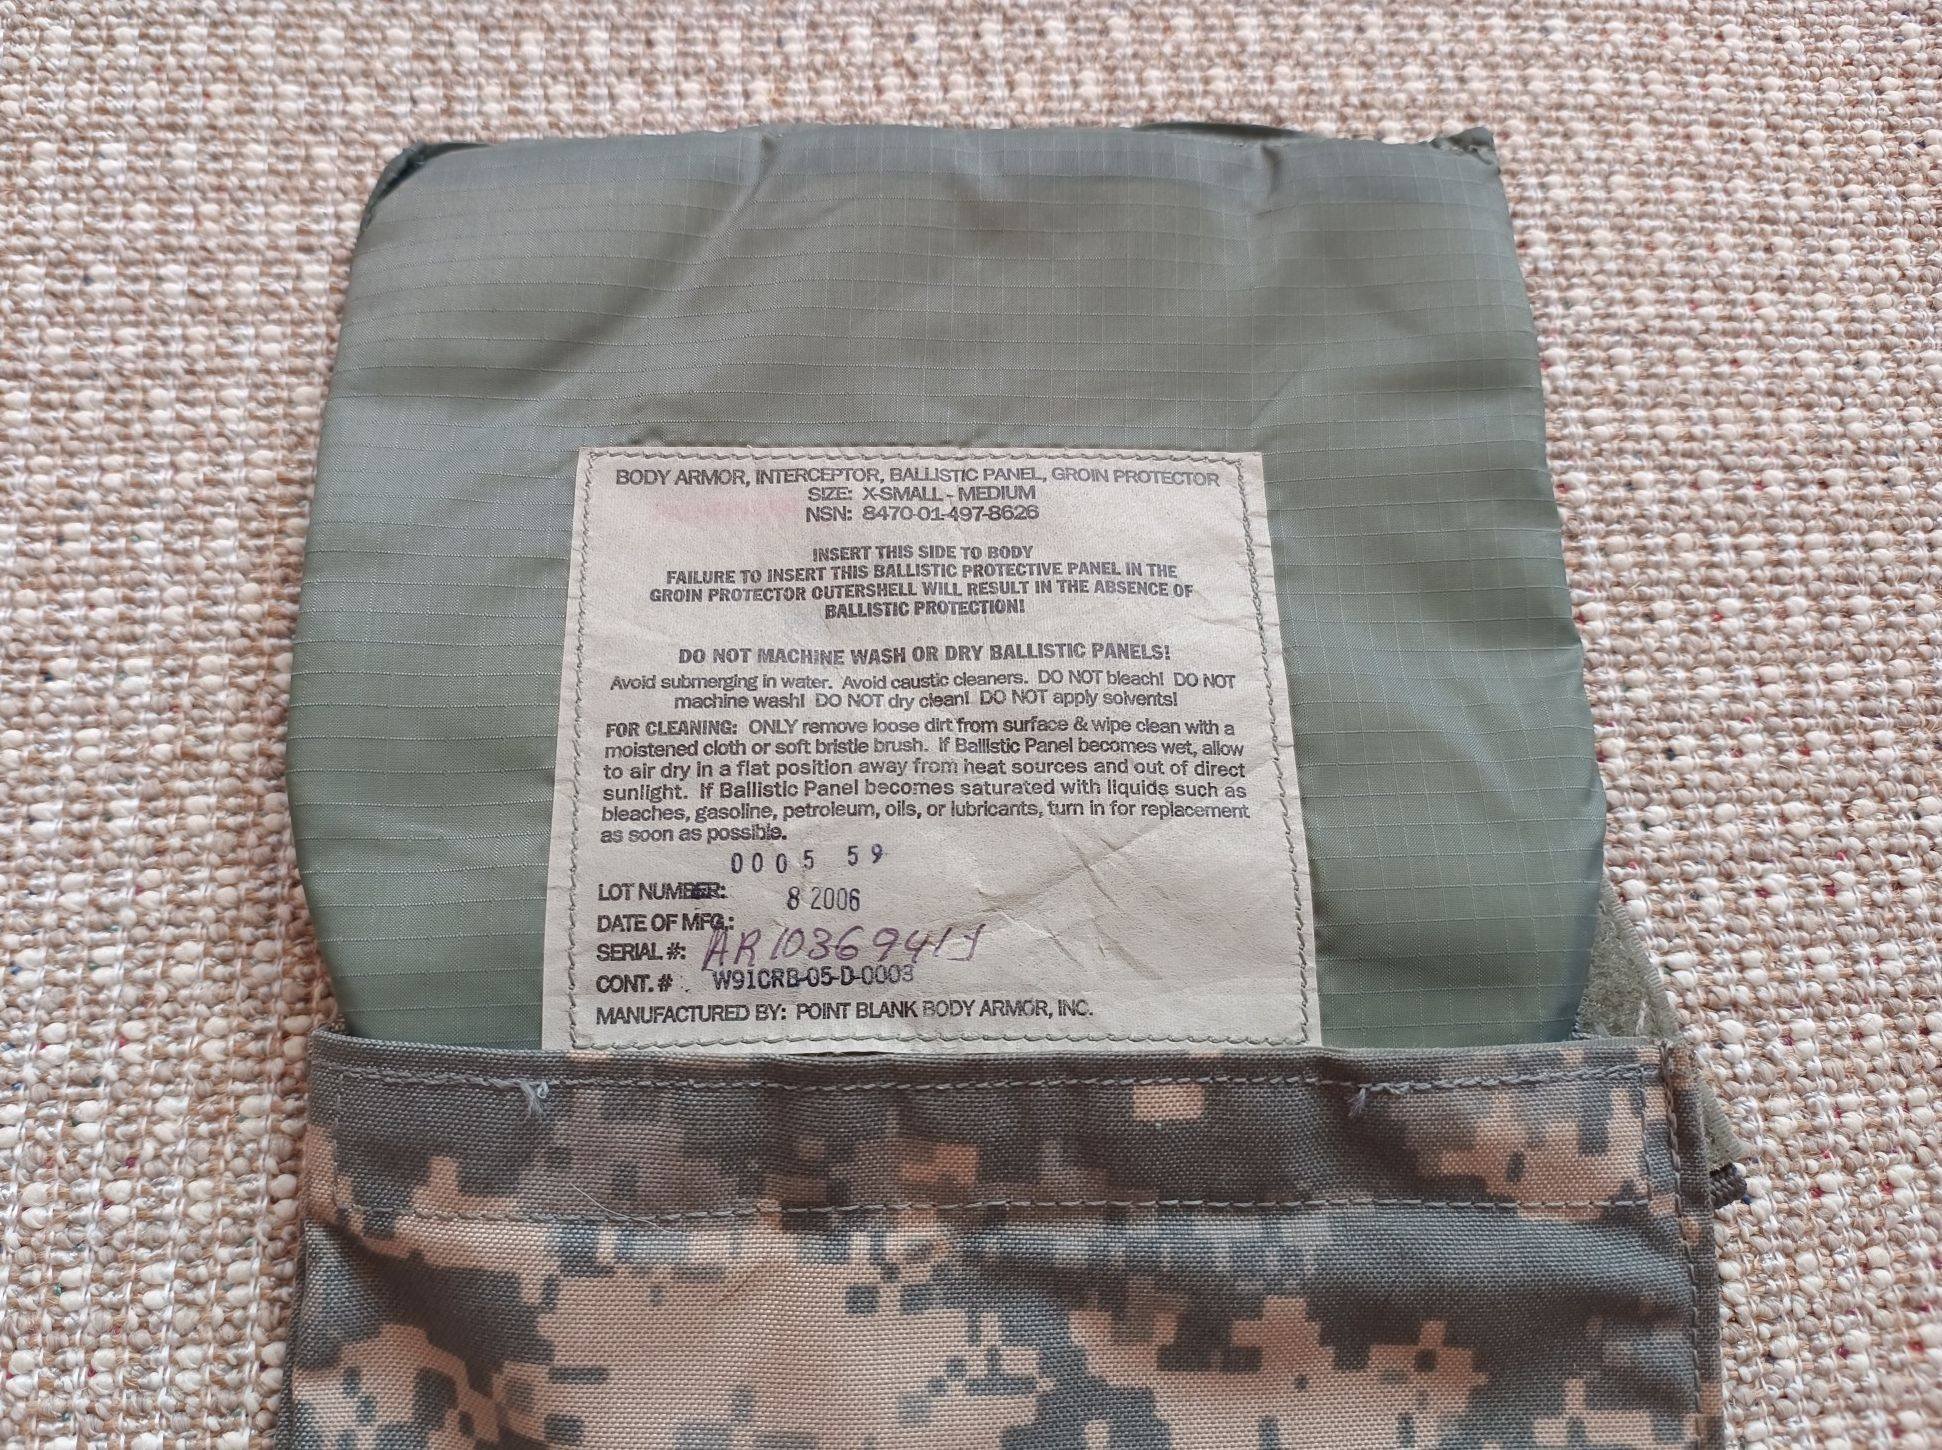 BODY ARMOR, INTERCEPTOR, BALLISTIC PANEL, GROIN PROTECTOR
SIZE: X-SMALL - MEDIUM
NSN: 8470-01-497-8626
INSERT THIS SIDE TO BODY
FAILURE TO INSERT THIS BALLISTIC PROTECTIVE PANEL IN THE
GROIN PROTECTOR OUTERSHELL WILL RESULT IN THE ABSENCE OF
BALLISTIC PROTECTION!
DO NOT MACHINE WASH OR DRY BALLISTIC PANELS!
Avoid submerging in water. Avoid caustic cleaners. DO NOT bleach! DO NOT
machine wash! DO NOT dry clean! DO NOT apply solvents!
FOR CLEANING: ONLY remove loose dirt from surface & wipe clean with a
moistened cloth or soft bristle brush. If Ballistic Panel becomes wet, allow
to air dry in a flat position away from heat sources and out of direct
sunlight. If Ballistic Panel becomes saturated with liquids such as
bleaches, gasoline, petroleum, oils, or lubricants, turn in for replacement
as soon as possible.
0005 59
LOT NUMBER:
8 2006
DATE OF MFG.:
SERIAL #:
CONT. # W91CRB-05-D-0003
MANUFACTURED BY: POINT BLANK BODY ARMOR, INC.